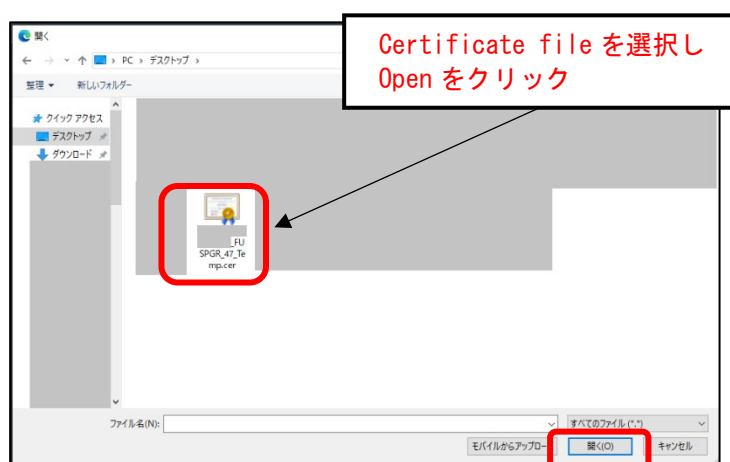 開く
Certificate file を選択し
Open をクリック
PC › デスクトップ ›
整理 新しいフォルダー
クイック アクセス
デスクトップ
ダウンロード
_FU
SPGR_47_Te
mp.cer
ファイル名(N):
すべてのファイル (*.*)
モバイルからアップロー
開く(O)
キャンセル